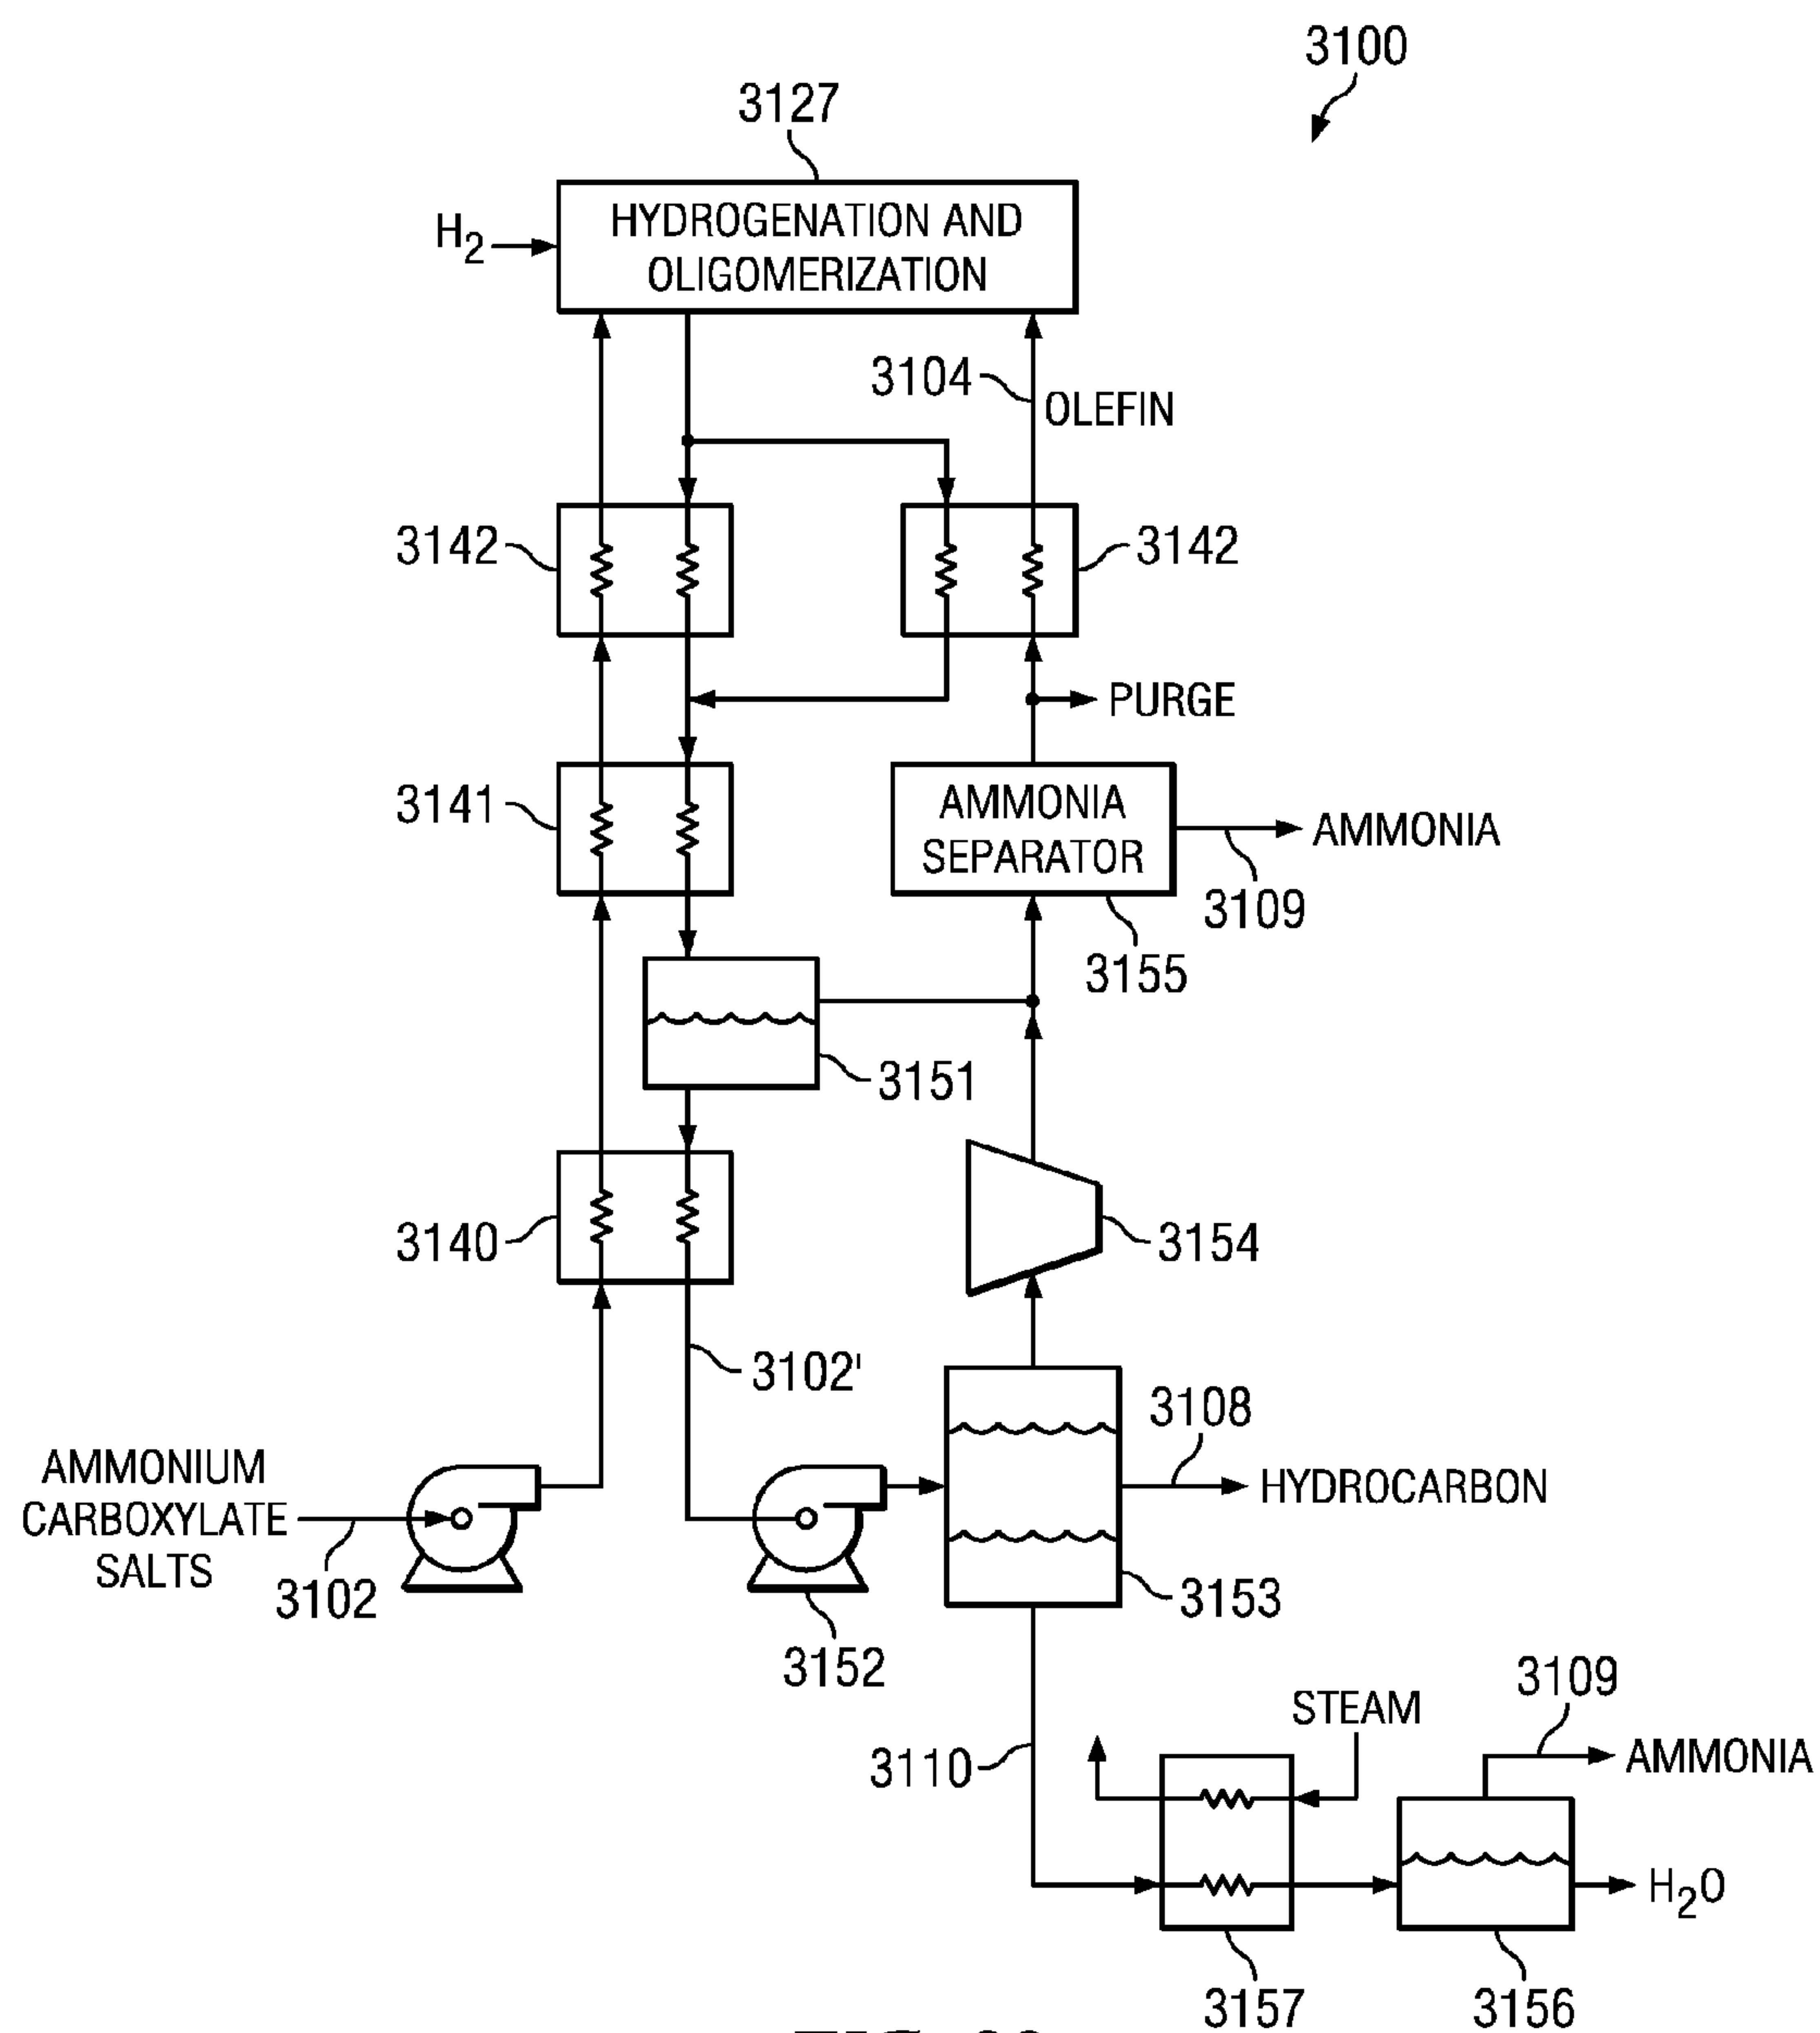 3100
3127
H2
HYDROGENATION AND
OLIGOMERIZATION
3104
OLEFIN
3142
3142
PURGE
3141
AMMONIA
SEPARATOR
AMMONIA
3109
3155
3151
3140
3154
3102'
3108
AMMONIUM
CARBOXYLATE
SALTS
HYDROCARBON
3102
3153
3152
3109
STEAM
AMMONIA
3110
H2O
3157
3156